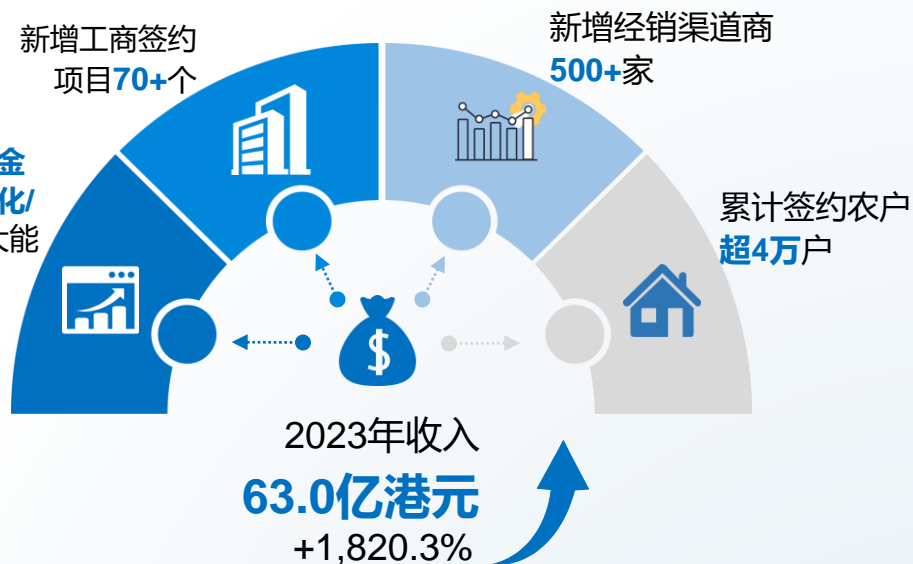 新增工商签约
项目70+个
新增经销渠道商
500+家
金
化/
大能
累计签约农户
超4万户
2023年收入
63.0亿港元
+1,820.3%